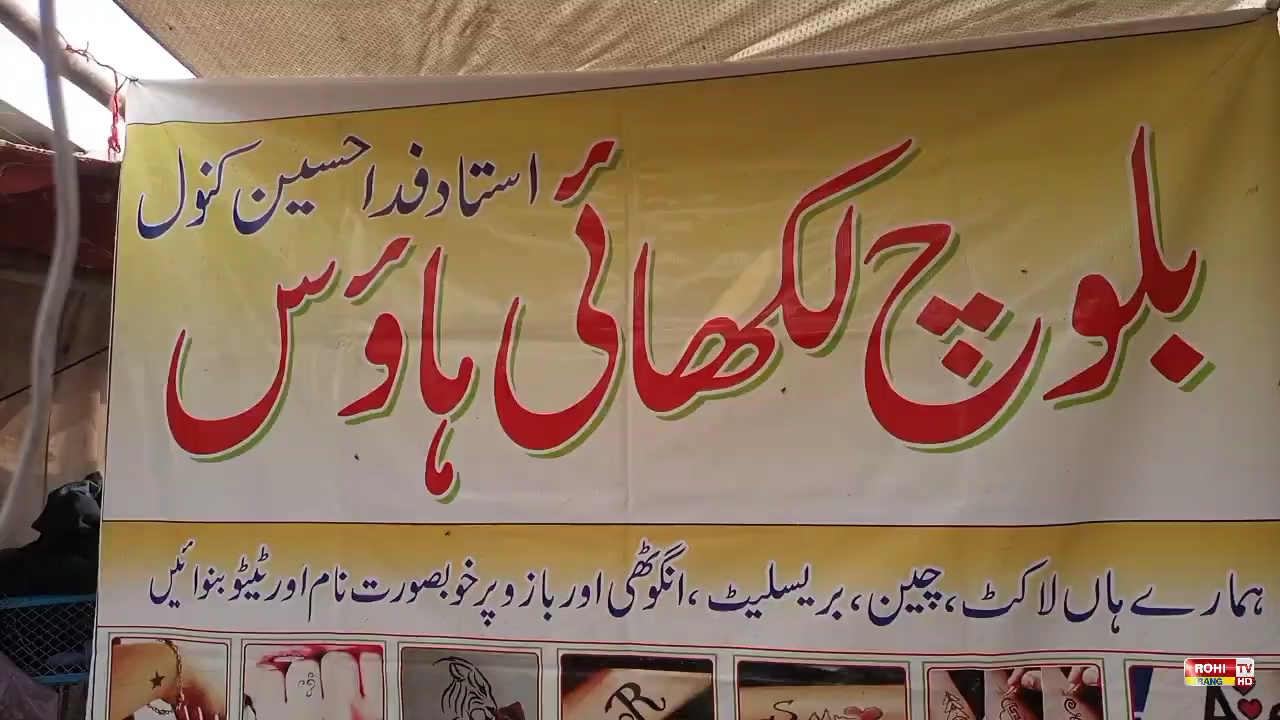 استاد فدا حسین کنول
بلوچ لکھائی ہاؤس
ہمارے ہاں لاکٹ، چین، بریسلیٹ، انگوٹھی اور بازو پر خوبصورت نام اور ٹیٹو بنوائیں
R
S
A
ROHI TV
RANG HD